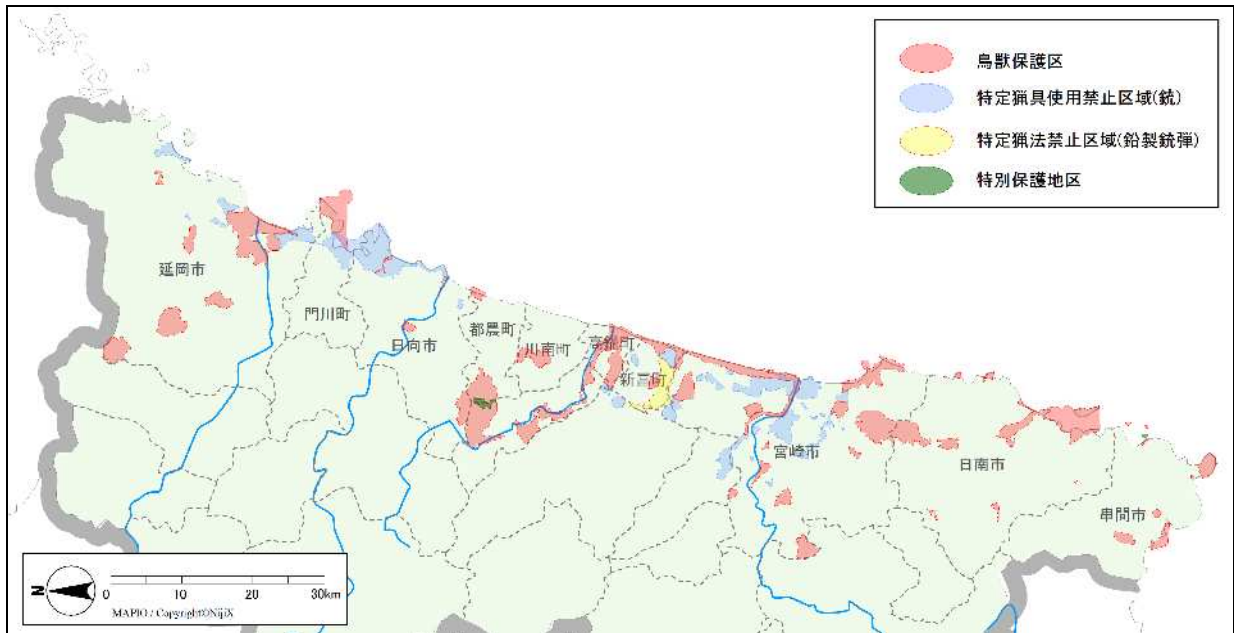 鳥獣保護区
特定猟具使用禁止区域(銃)
特定猟法禁止区域(鉛製銃弾)
特別保護地区
延岡市
門川町
日向市
都農町
川南町
高鍋町
新富町
宮崎市
日南市
串間市
N
0 10 20 30km
MAPIO / Copyright©NijiX